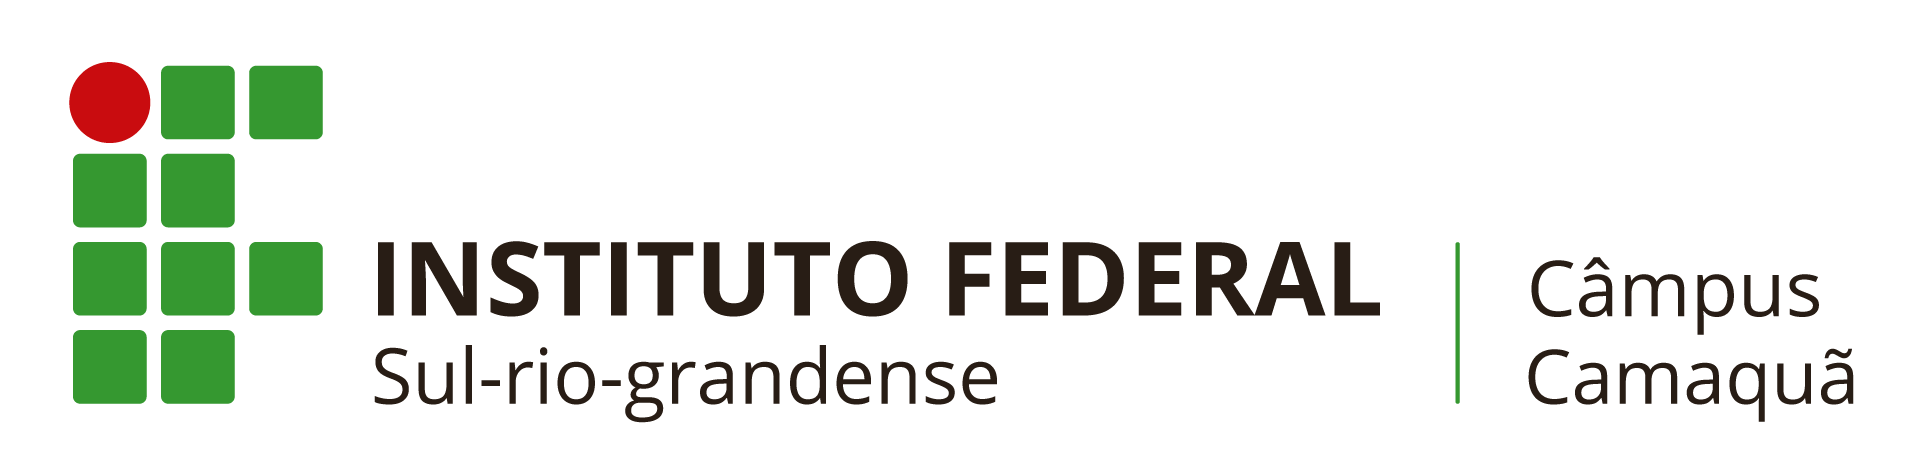 INSTITUTO FEDERAL
Sul-rio-grandense
Câmpus
Camaquã